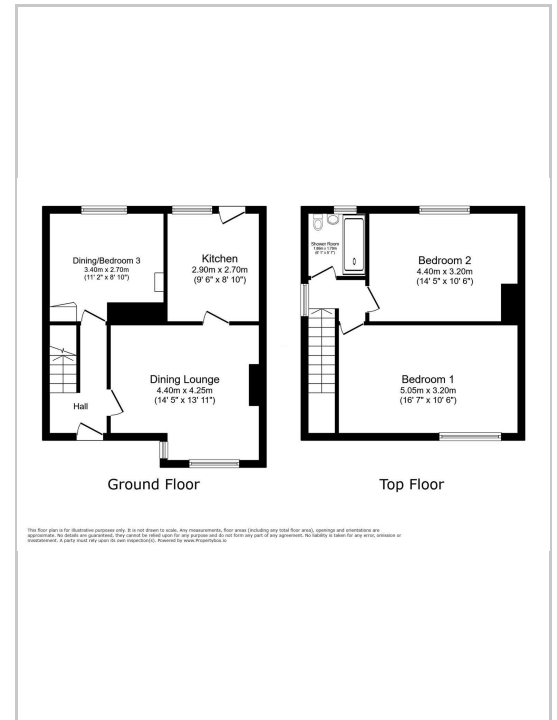 Dining/Bedroom 3
3.40m x 2.70m
(11' 2" x 8' 10")
Kitchen
2.90m x 2.70m
(9' 6" x 8' 10")
Dining Lounge
4.40m x 4.25m
(14' 5" x 13' 11")
Hall
Ground Floor
Shower Room
Bedroom 2
4.40m x 3.20m
(14' 5" x 10' 6")
Bedroom 1
5.05m x 3.20m
(16' 7" x 10' 6")
Top Floor
This floor plan is for illustrative purposes only. It is not drawn to scale. Any measurements, floor areas (including any total floor area), openings and orientations are
approximate. No details are guaranteed, they cannot be relied upon for any purpose and do not form any part of any agreement. No liability is taken for any error, omission or
misstatement. A party must rely upon its own inspection(s). Powered by www.Propertybox.io